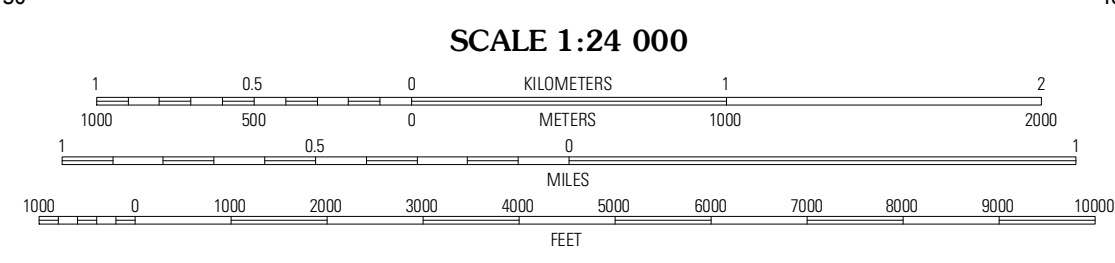 SCALE 1:24 000
1 0.5 0 KILOMETERS 1 2
1000 500 0 METERS 1000 2000
1 0.5 0 1
MILES
1000 0 1000 2000 3000 4000 5000 6000 7000 8000 9000 10000
FEET